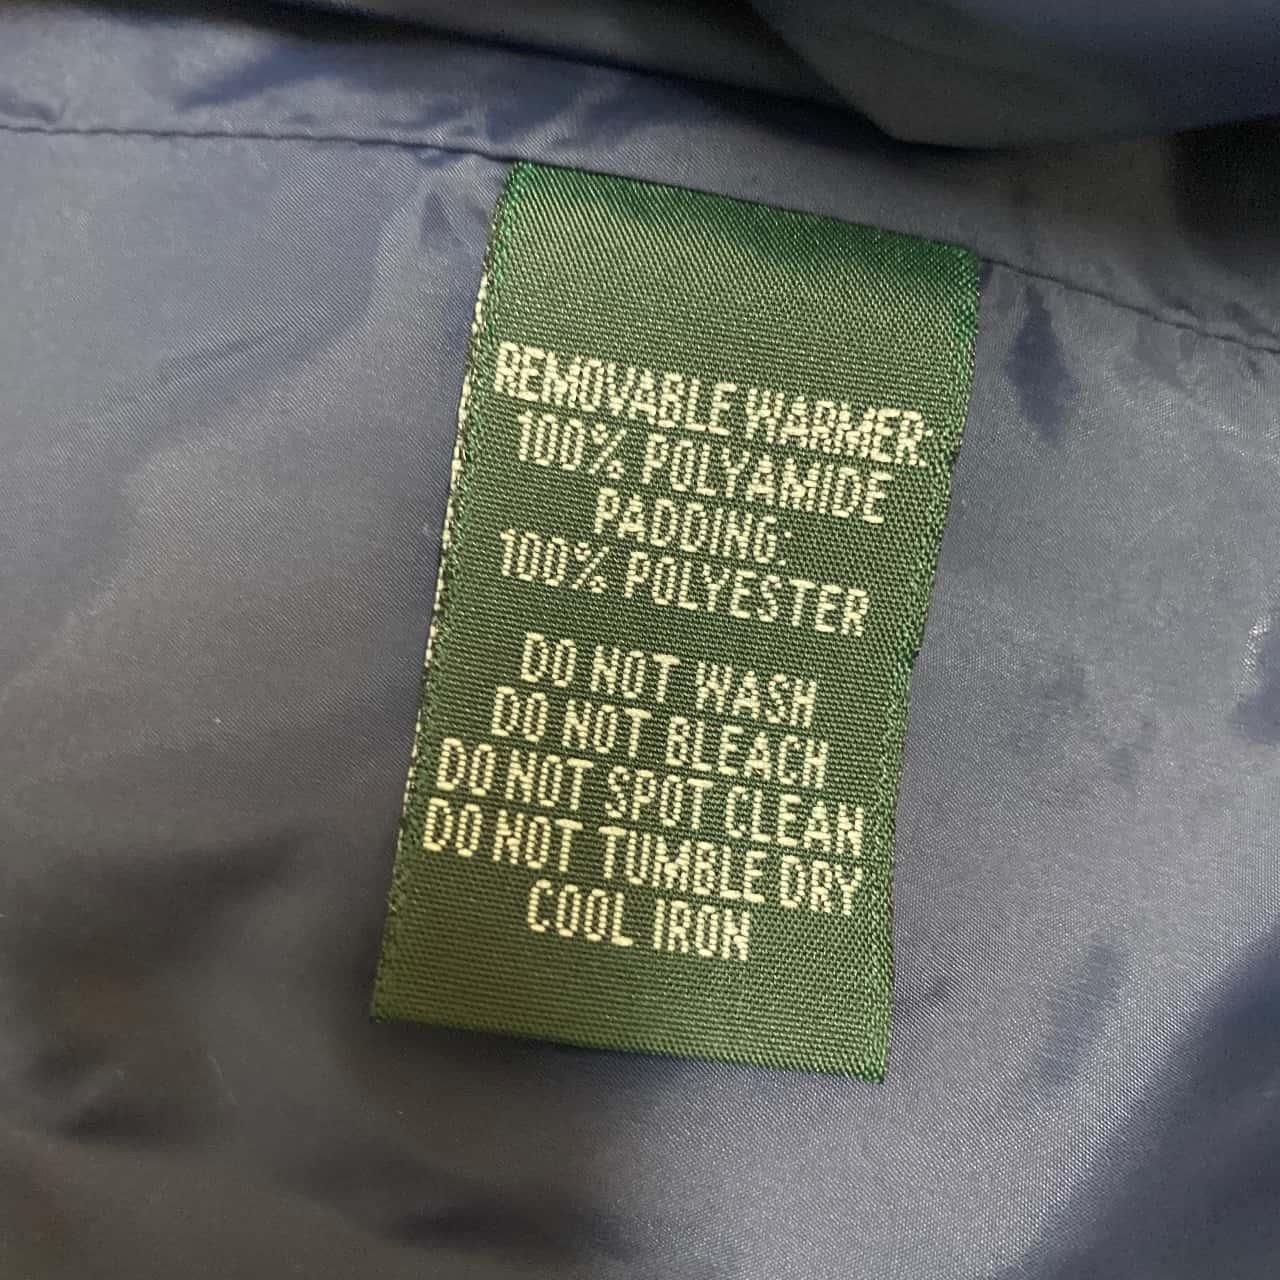 REMOVABLE WARMER:
100% POLYAMIDE
PADDING:
100% POLYESTER
DO NOT WASH
DO NOT BLEACH
DO NOT SPOT CLEAN
DO NOT TUMBLE DRY
COOL IRON